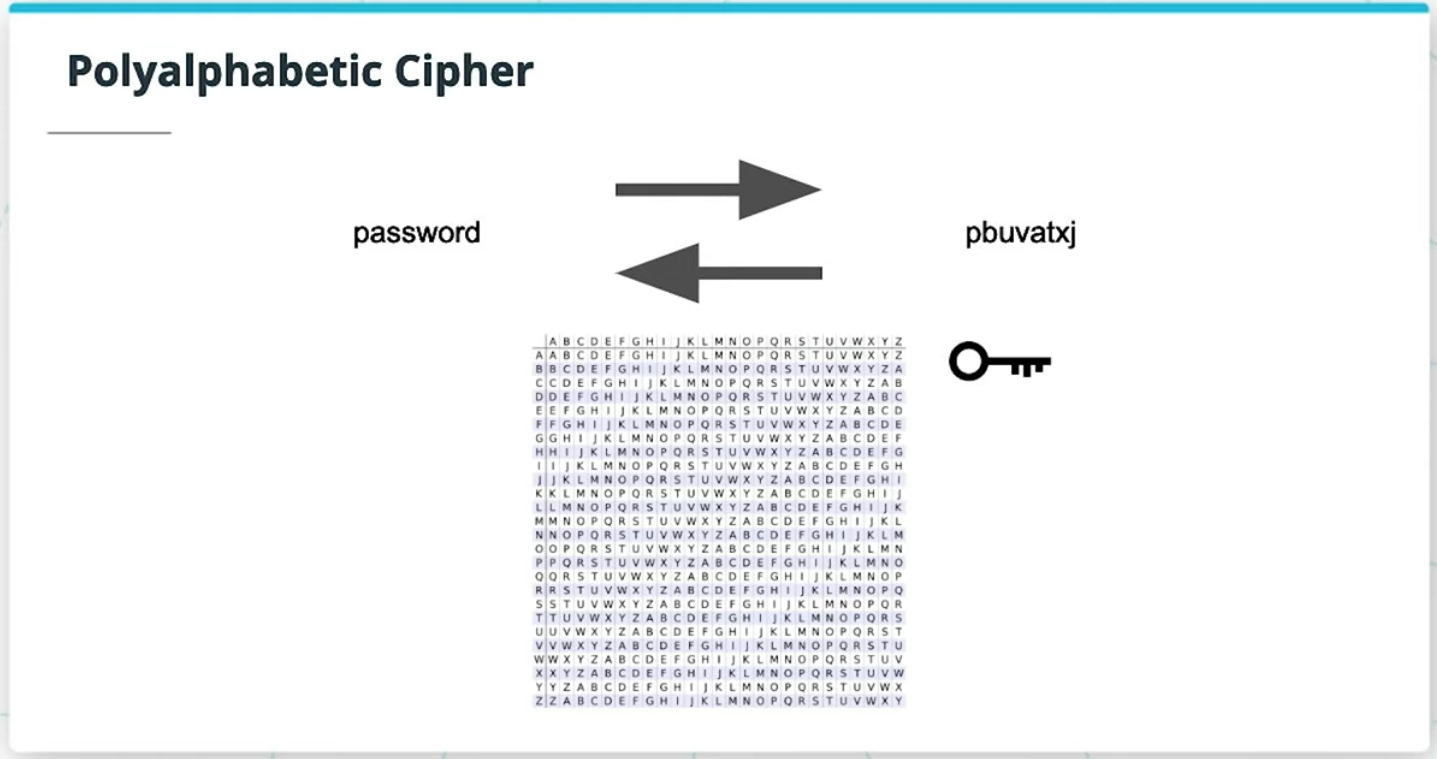 Polyalphabetic Cipher
password
pbuvatxj
A B C D E F G H I J K L M N O P Q R S T U V W X Y Z
A A B C D E F G H I J K L M N O P Q R S T U V W X Y Z
B B C D E F G H I J K L M N O P Q R S T U V W X Y Z A
C C D E F G H I J K L M N O P Q R S T U V W X Y Z A B
D D E F G H I J K L M N O P Q R S T U V W X Y Z A B C
E E F G H I J K L M N O P Q R S T U V W X Y Z A B C D
F F G H I J K L M N O P Q R S T U V W X Y Z A B C D E
G G H I J K L M N O P Q R S T U V W X Y Z A B C D E F
H H I J K L M N O P Q R S T U V W X Y Z A B C D E F G
I I J K L M N O P Q R S T U V W X Y Z A B C D E F G H
J J K L M N O P Q R S T U V W X Y Z A B C D E F G H I
K K L M N O P Q R S T U V W X Y Z A B C D E F G H I J
L L M N O P Q R S T U V W X Y Z A B C D E F G H I J K
M M N O P Q R S T U V W X Y Z A B C D E F G H I J K L
N N O P Q R S T U V W X Y Z A B C D E F G H I J K L M
O O P Q R S T U V W X Y Z A B C D E F G H I J K L M N
P P Q R S T U V W X Y Z A B C D E F G H I J K L M N O
Q Q R S T U V W X Y Z A B C D E F G H I J K L M N O P
R R S T U V W X Y Z A B C D E F G H I J K L M N O P Q
S S T U V W X Y Z A B C D E F G H I J K L M N O P Q R
T T U V W X Y Z A B C D E F G H I J K L M N O P Q R S
U U V W X Y Z A B C D E F G H I J K L M N O P Q R S T
V V W X Y Z A B C D E F G H I J K L M N O P Q R S T U
W W X Y Z A B C D E F G H I J K L M N O P Q R S T U V
X X Y Z A B C D E F G H I J K L M N O P Q R S T U V W
Y Y Z A B C D E F G H I J K L M N O P Q R S T U V W X
Z Z A B C D E F G H I J K L M N O P Q R S T U V W X Y